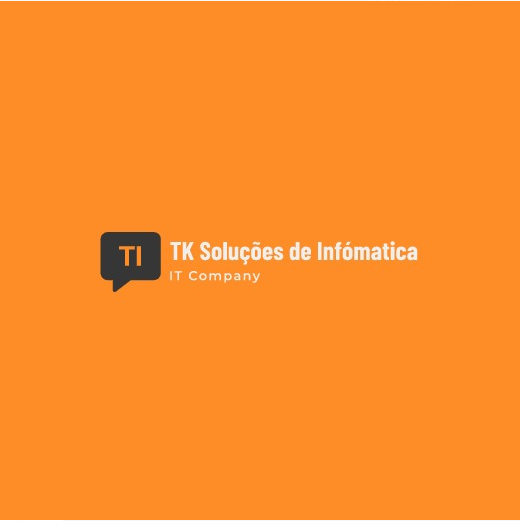 TI
TK Soluções de Infómatica
IT Company